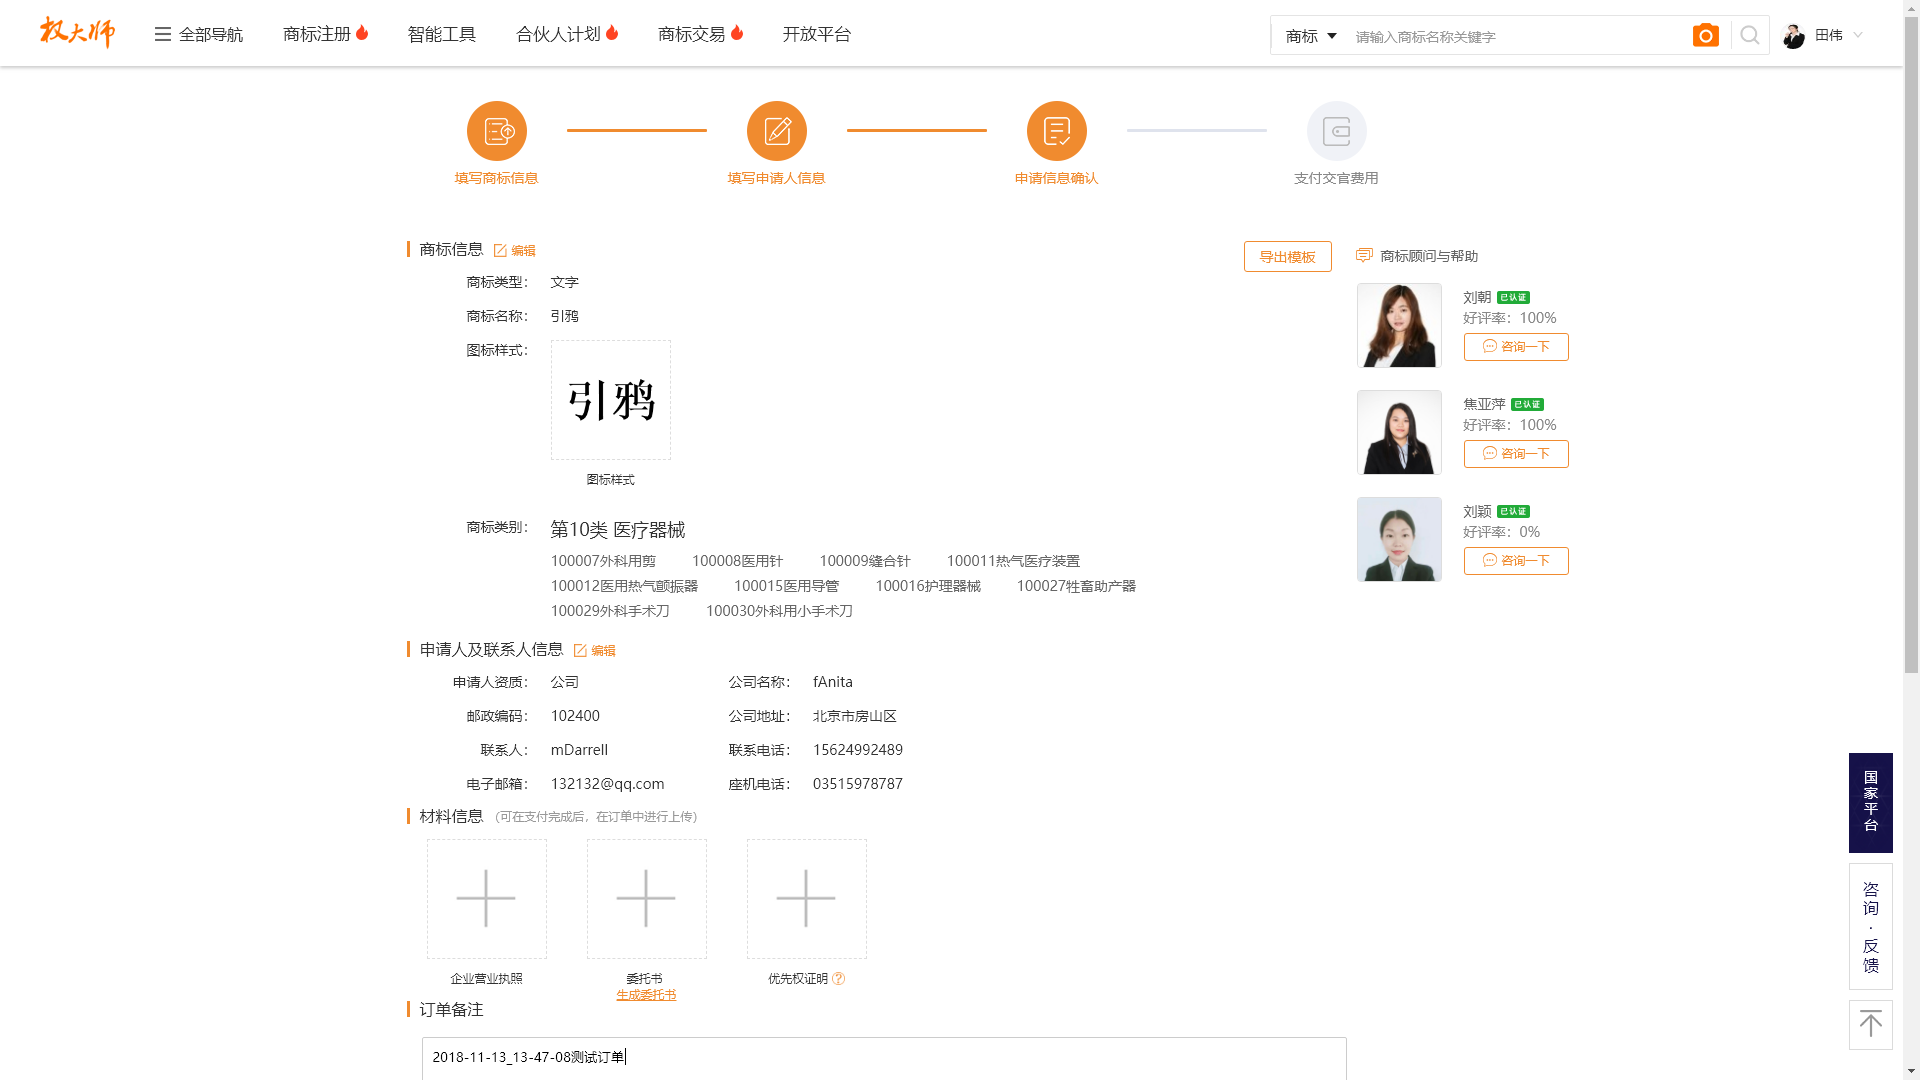 权大师 全部导航 商标注册 智能工具 合伙人计划 商标交易 开放平台 商标 请输入商标名称关键字 田伟
填写商标信息 填写申请人信息 申请信息确认 支付交官费用
商标信息 编辑 导出模板
商标类型： 文字
商标名称： 引鸦
图标样式：
引鸦
图标样式
商标类别： 第10类 医疗器械
100007外科用剪 100008医用针 100009缝合针 100011热气医疗装置
100012医用热气颤振器 100015医用导管 100016护理器械 100027牲畜助产器
100029外科手术刀 100030外科用小手术刀
商标顾问与帮助
刘朝 已认证
好评率：100%
咨询一下
焦亚萍 已认证
好评率：100%
咨询一下
刘颖 已认证
好评率：0%
咨询一下
申请人及联系人信息 编辑
申请人资质： 公司 公司名称： fAnita
邮政编码： 102400 公司地址： 北京市房山区
联系人： mDarrell 联系电话： 15624992489
电子邮箱： 132132@qq.com 座机电话： 03515978787
材料信息 （可在支付完成后，在订单中进行上传）
企业营业执照 委托书 优先权证明 ?
生成委托书
订单备注
2018-11-13_13-47-08测试订单
国家平台
咨询·反馈